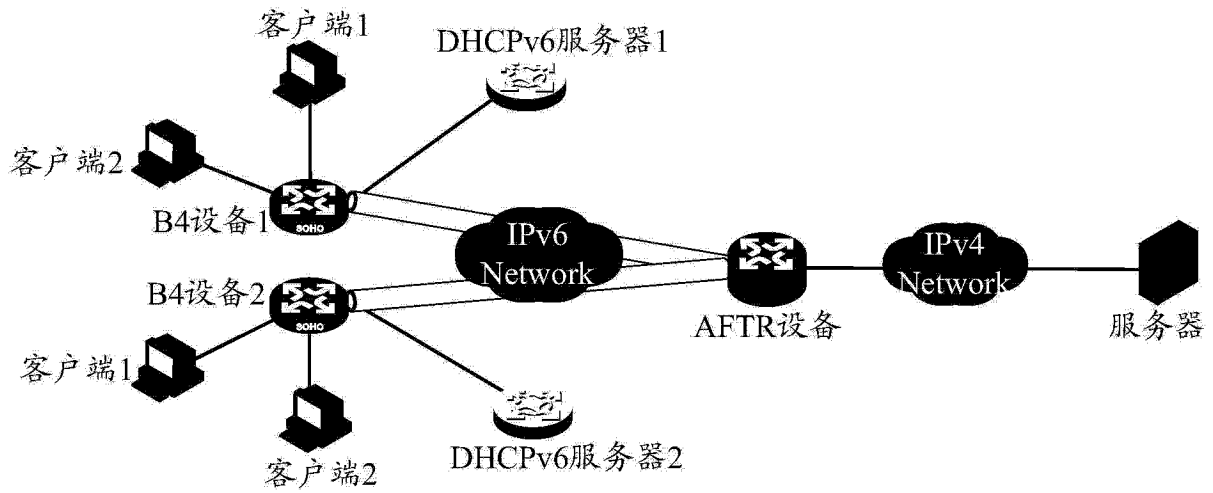 客户端1
DHCPv6服务器1
客户端2
B4设备1
SOHO
IPv6
Network
IPv4
Network
B4设备2
SOHO
AFTR设备
服务器
客户端1
客户端2
DHCPv6服务器2